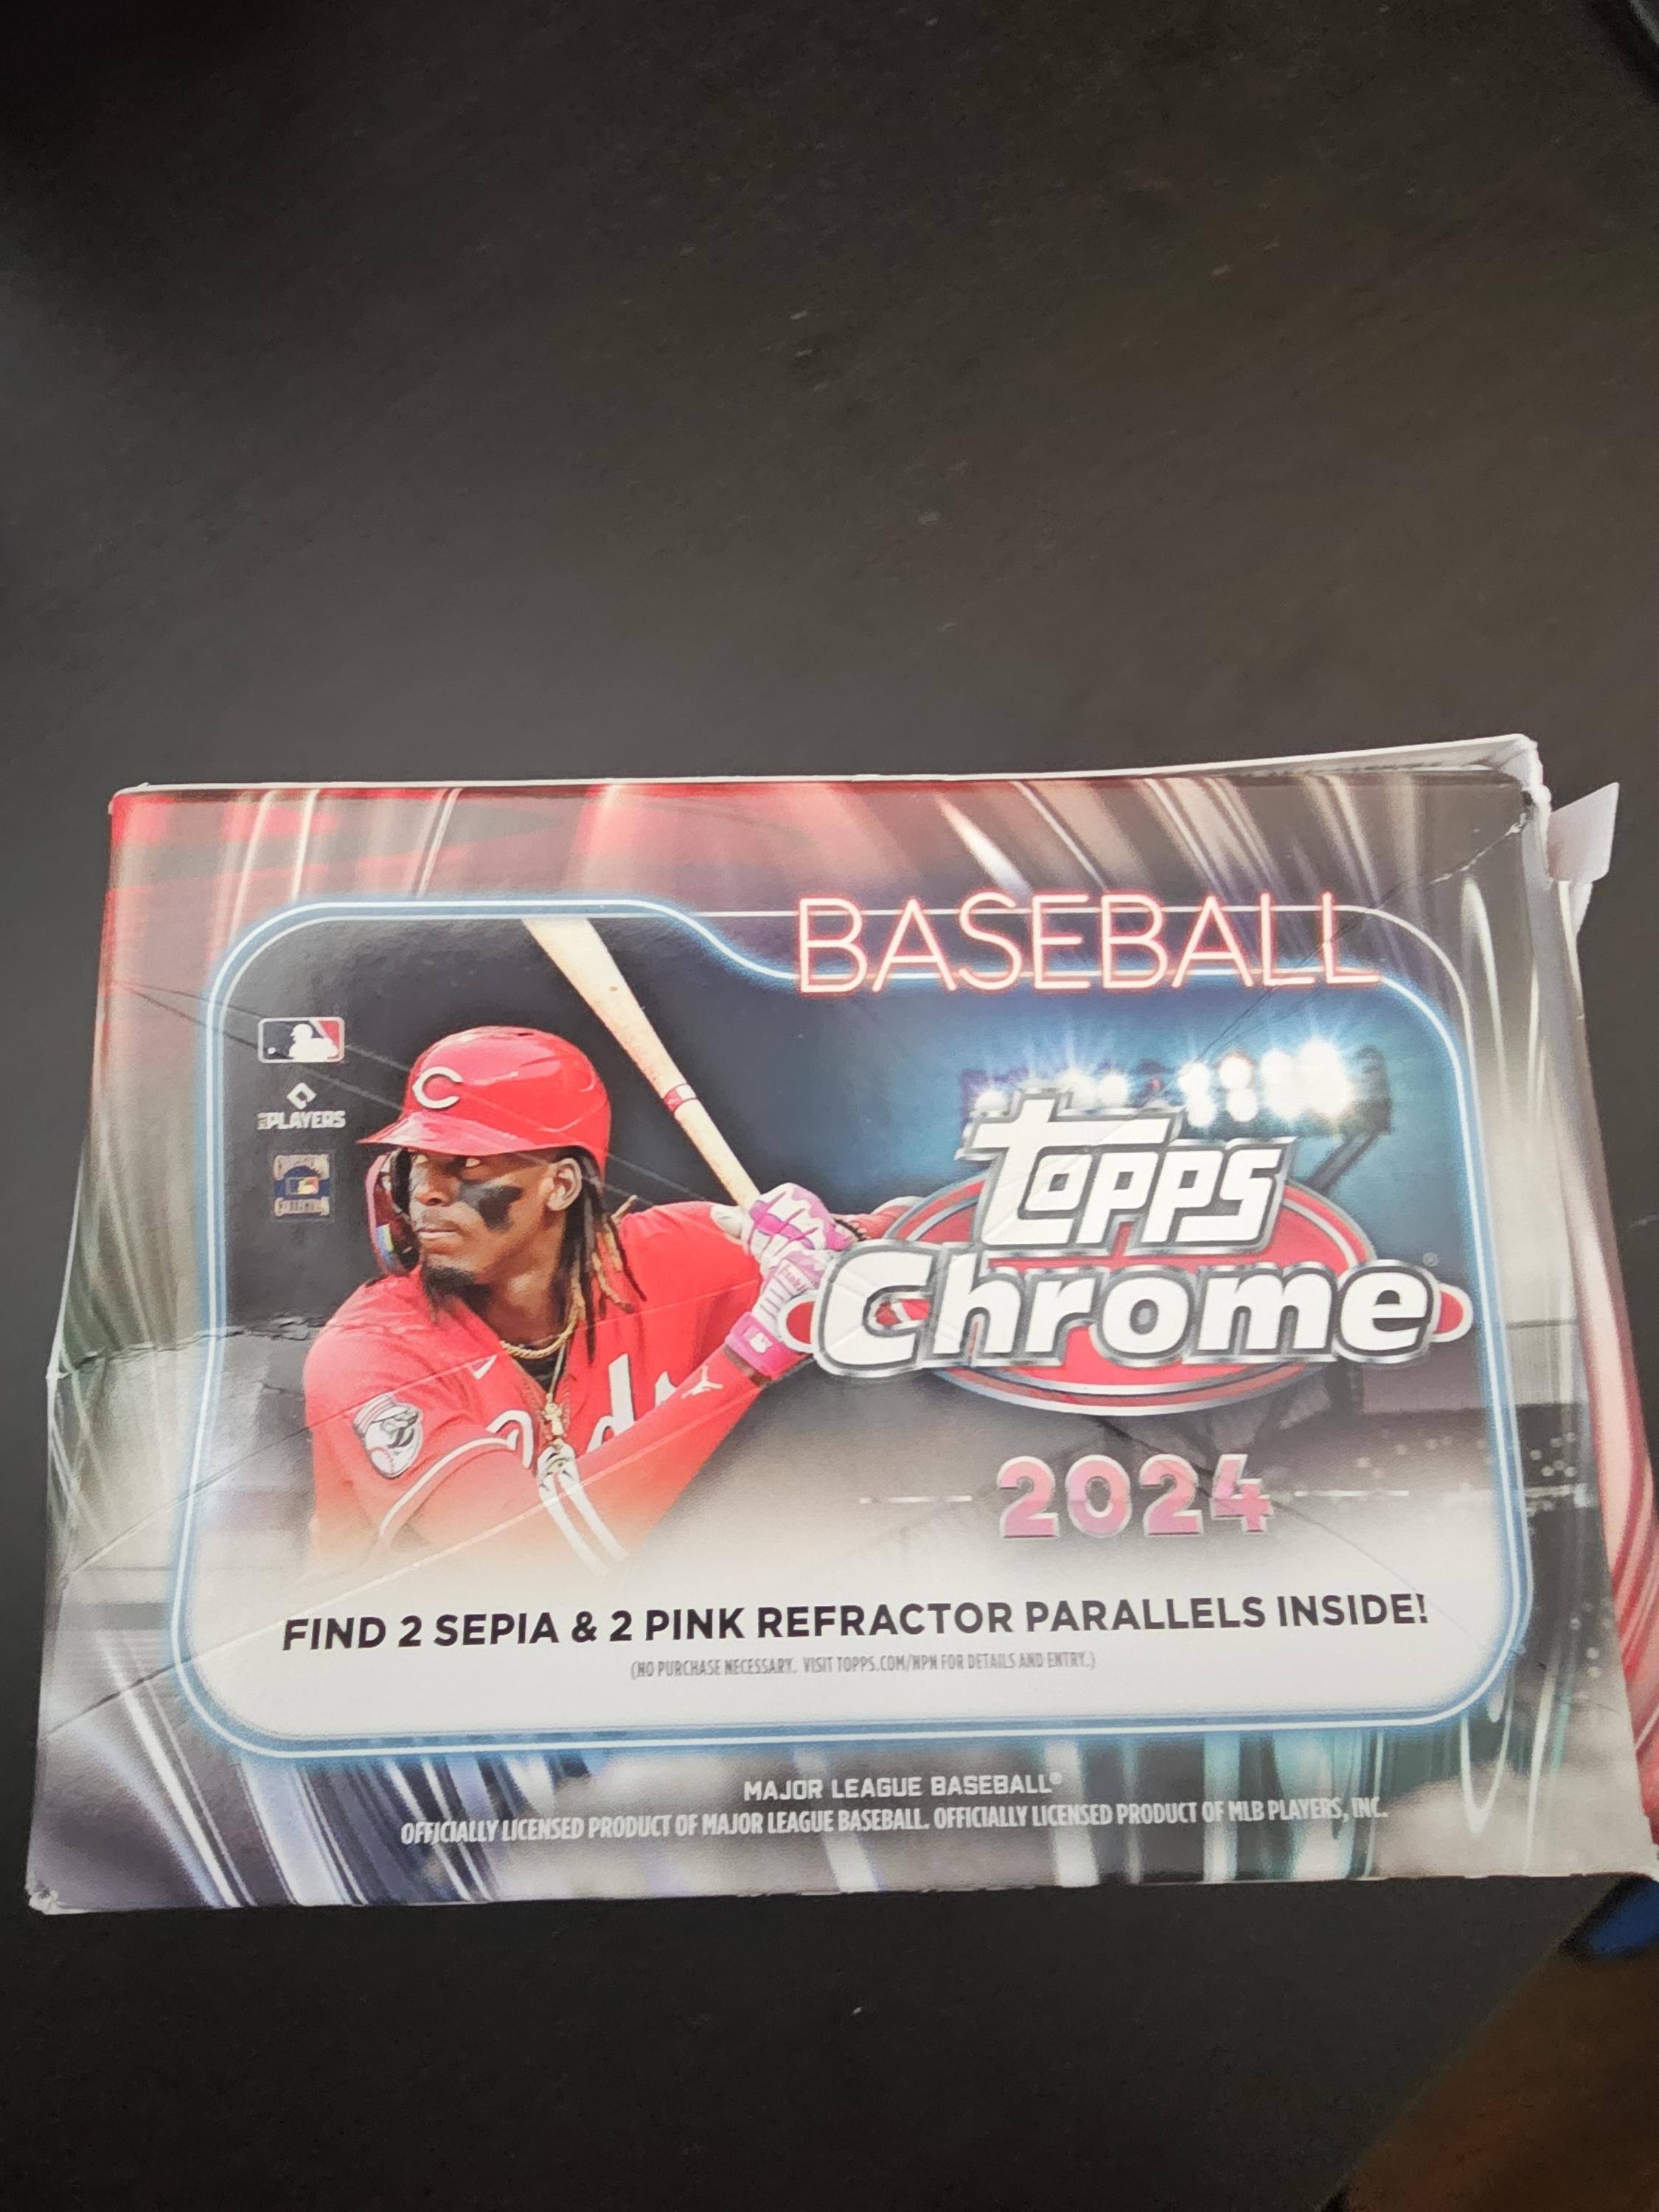 BASEBALL
PLAYERS
C
Topps
Chrome®
Reds
2024
FIND 2 SEPIA & 2 PINK REFRACTOR PARALLELS INSIDE!
(NO PURCHASE NECESSARY. VISIT TOPPS.COM/NPN FOR DETAILS AND ENTRY.)
MAJOR LEAGUE BASEBALL®
OFFICIALLY LICENSED PRODUCT OF MAJOR LEAGUE BASEBALL. OFFICIALLY LICENSED PRODUCT OF MLB PLAYERS, INC.